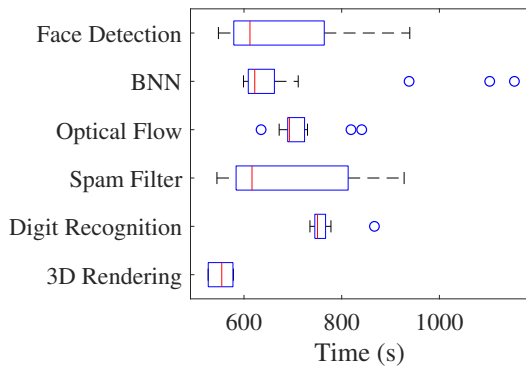 Face Detection
BNN
Optical Flow
Spam Filter
Digit Recognition
3D Rendering
600 800 1000
Time (s)